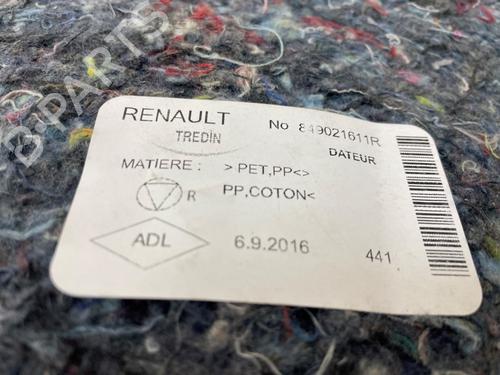 B-PARTS
RENAULT
No 849021611R
TREDIN
DATEUR
MATIERE : >PET,PP<>
R PP,COTON<
ADL 6.9.2016 441